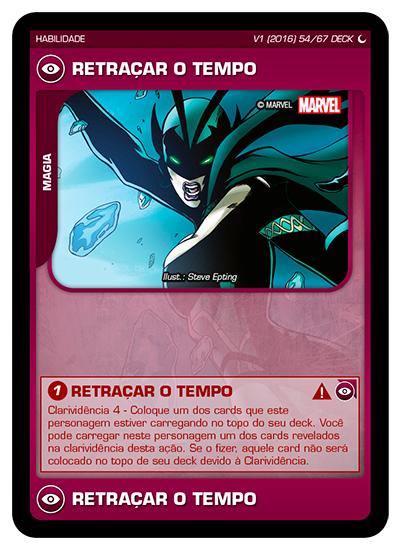 HABILIDADE
V1 (2016) 54/67 DECK
RETRAÇAR O TEMPO
© MARVEL MARVEL
MAGIA
Ilust.: Steve Epting
1 RETRAÇAR O TEMPO
Clarividência 4 - Coloque um dos cards que este
personagem estiver carregando no topo do seu deck. Você
pode carregar neste personagem um dos cards revelados
na clarividência desta ação. Se o fizer, aquele card não será
colocado no topo de seu deck devido à Clarividência.
RETRAÇAR O TEMPO